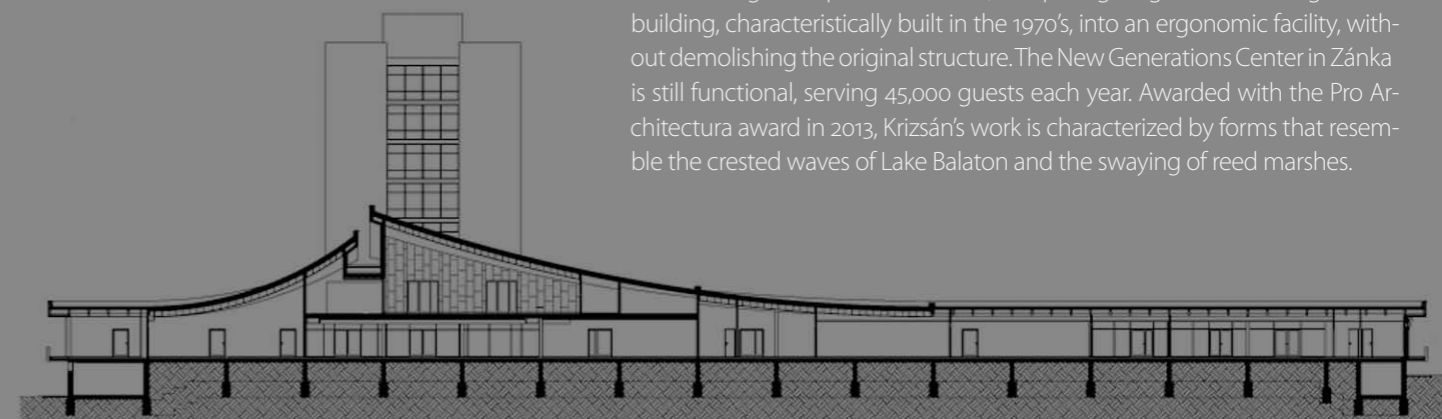 building, characteristically built in the 1970's, into an ergonomic facility, with-
out demolishing the original structure. The New Generations Center in Zánka
is still functional, serving 45,000 guests each year. Awarded with the Pro Ar-
chitectura award in 2013, Krizsán's work is characterized by forms that resem-
ble the crested waves of Lake Balaton and the swaying of reed marshes.